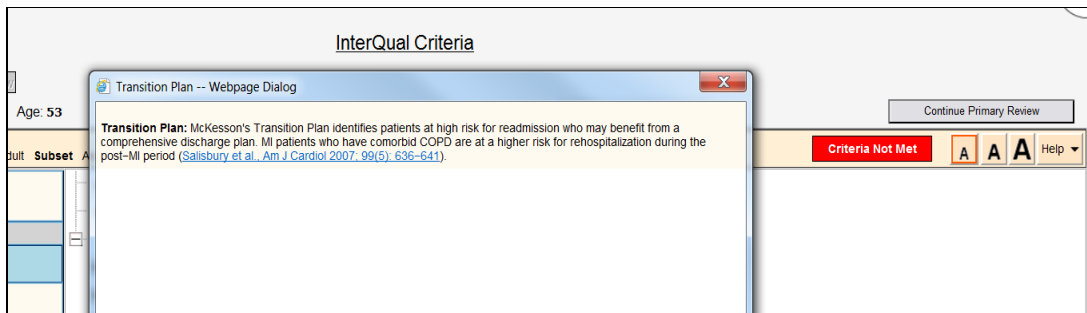 InterQual Criteria
Transition Plan -- Webpage Dialog
X
Age: 53
Continue Primary Review
Transition Plan: McKesson's Transition Plan identifies patients at high risk for readmission who may benefit from a
comprehensive discharge plan. MI patients who have comorbid COPD are at a higher risk for rehospitalization during the
post–MI period (Salisbury et al., Am J Cardiol 2007; 99(5): 636–641).
dult Subset A
Criteria Not Met
A A A Help